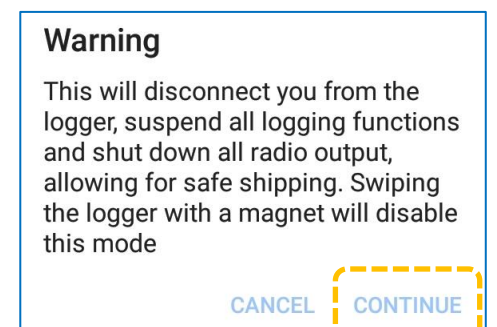 Warning
This will disconnect you from the
logger, suspend all logging functions
and shut down all radio output,
allowing for safe shipping. Swiping
the logger with a magnet will disable
this mode
CANCEL CONTINUE